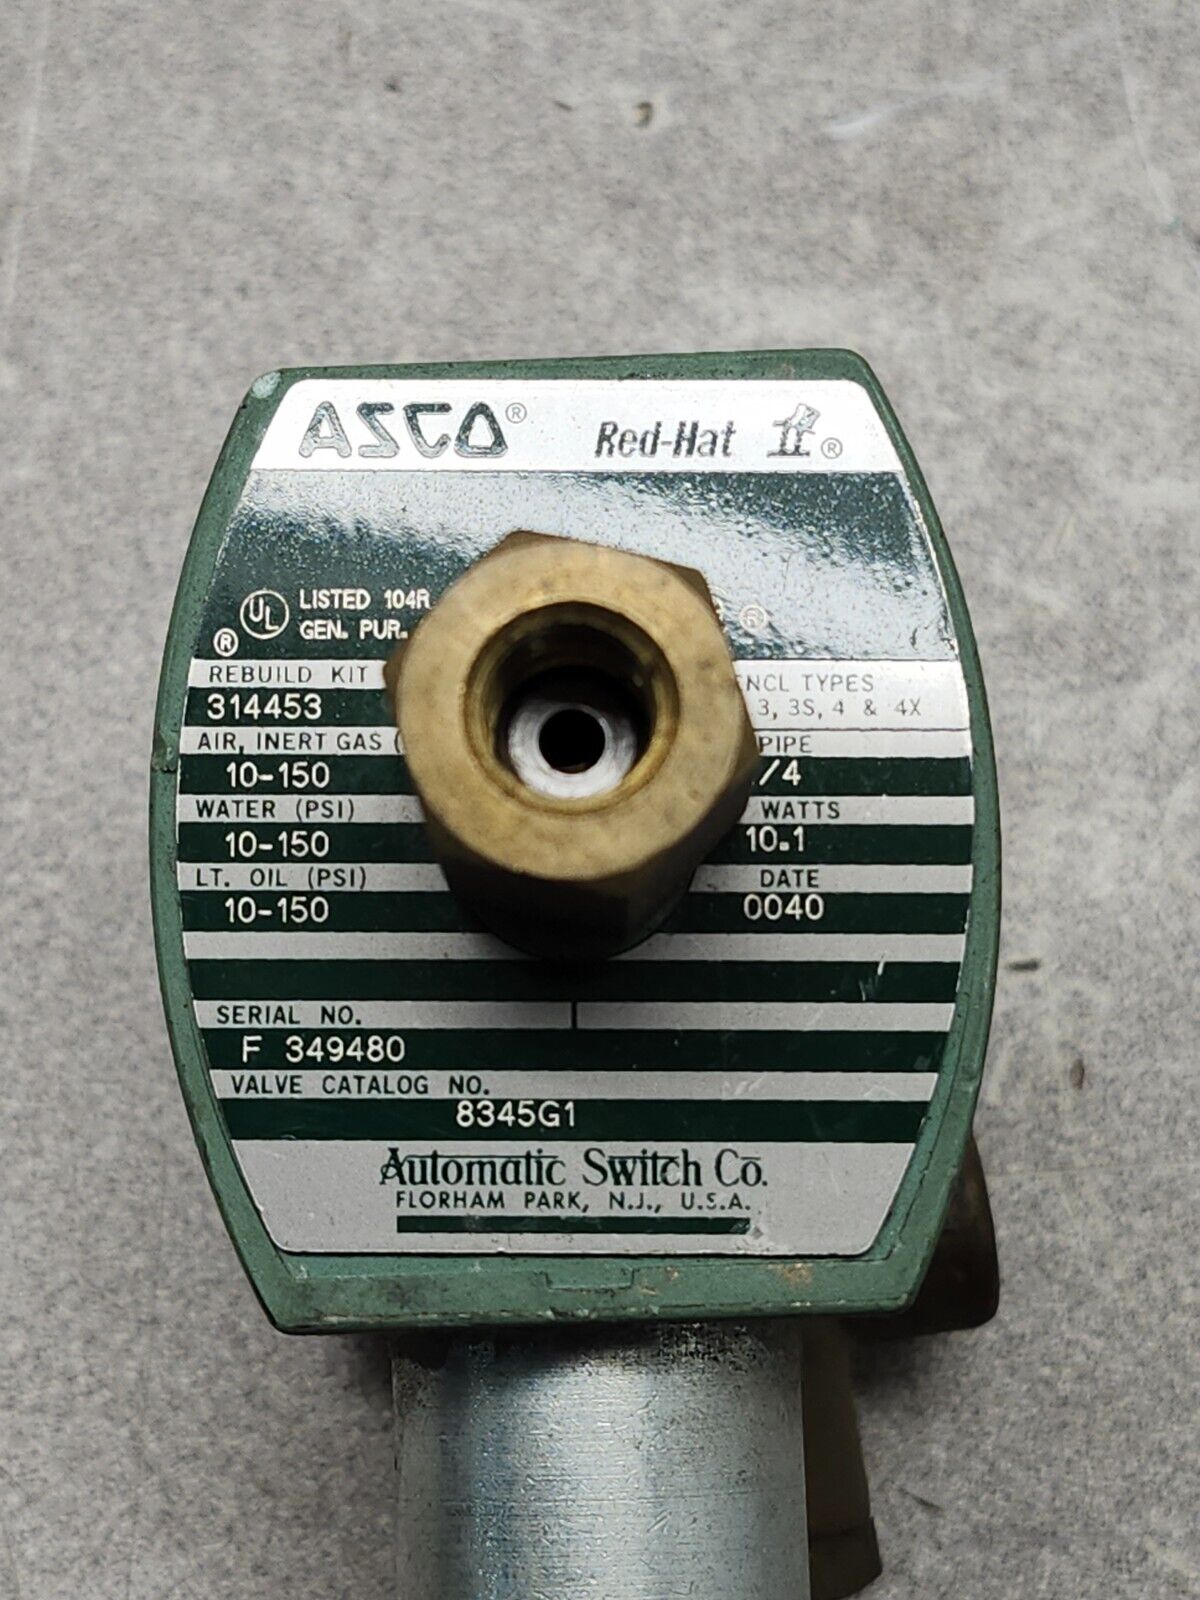 ASCO® Red-Hat II®
UL LISTED 104R ®
® GEN. PUR.
REBUILD KIT ENCL TYPES
314453 3, 3S, 4 & 4X
AIR, INERT GAS ( PIPE
10-150 /4
WATER (PSI) WATTS
10-150 10.1
LT. OIL (PSI) DATE
10-150 0040
SERIAL NO.
F 349480
VALVE CATALOG NO.
8345G1
Automatic Switch Co.
FLORHAM PARK, N.J., U.S.A.